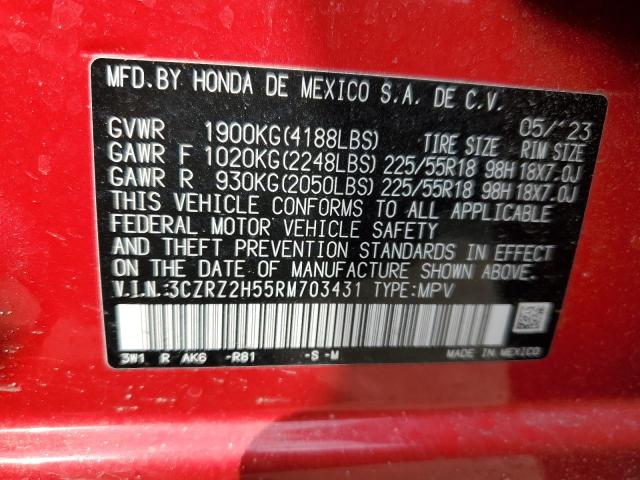 MFD.BY HONDA DE MEXICO S.A. DE C.V.
05/23
GVWR 1900KG(4188LBS) TIRE SIZE RIM SIZE
GAWR F 1020KG(2248LBS) 225/55R18 98H 18X7.0J
GAWR R 930KG(2050LBS) 225/55R18 98H 18X7.0J
THIS VEHICLE CONFORMS TO ALL APPLICABLE
FEDERAL MOTOR VEHICLE SAFETY
AND THEFT PREVENTION STANDARDS IN EFFECT
ON THE DATE OF MANUFACTURE SHOWN ABOVE.
V.I.N.:3CZRZ2H55RM703431 TYPE:MPV
3W1 R AK6 -R81 -S -M
MADE IN MEXICO